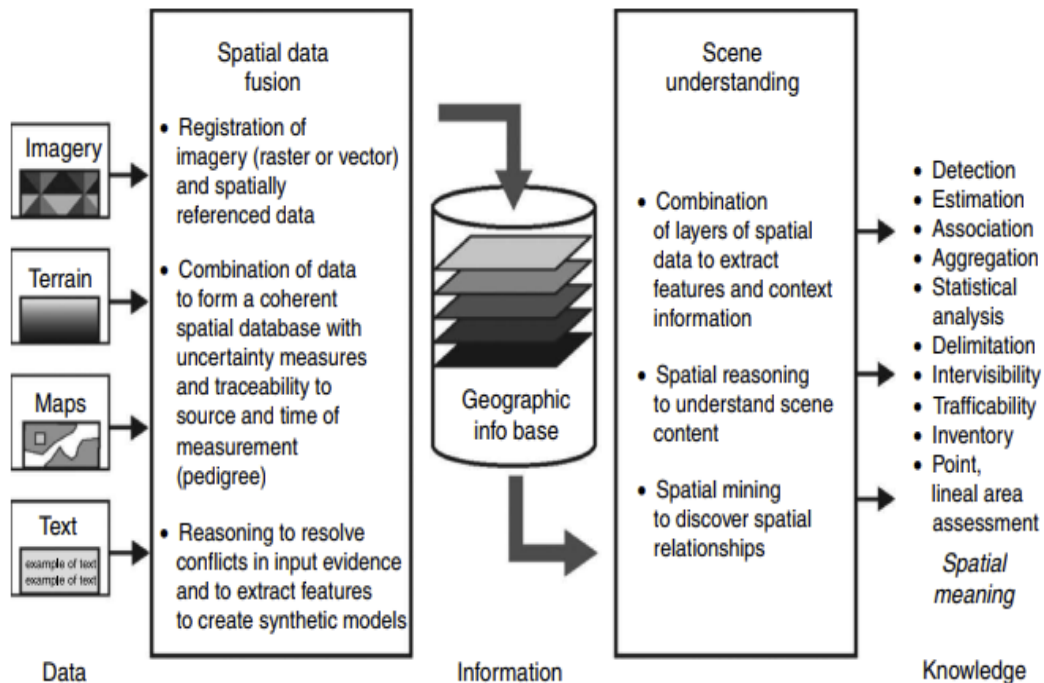 Imagery
Terrain
Maps
Text
example of text
example of text
Data
Spatial data
fusion
• Registration of
imagery (raster or vector)
and spatially
referenced data
• Combination of data
to form a coherent
spatial database with
uncertainty measures
and traceability to
source and time of
measurement
(pedigree)
• Reasoning to resolve
conflicts in input evidence
and to extract features
to create synthetic models
Geographic
info base
Information
Scene
understanding
• Combination
of layers of spatial
data to extract
features and context
information
• Spatial reasoning
to understand scene
content
• Spatial mining
to discover spatial
relationships
• Detection
• Estimation
• Association
• Aggregation
• Statistical
analysis
• Delimitation
• Intervisibility
• Trafficability
• Inventory
• Point,
lineal area
assessment
Spatial
meaning
Knowledge